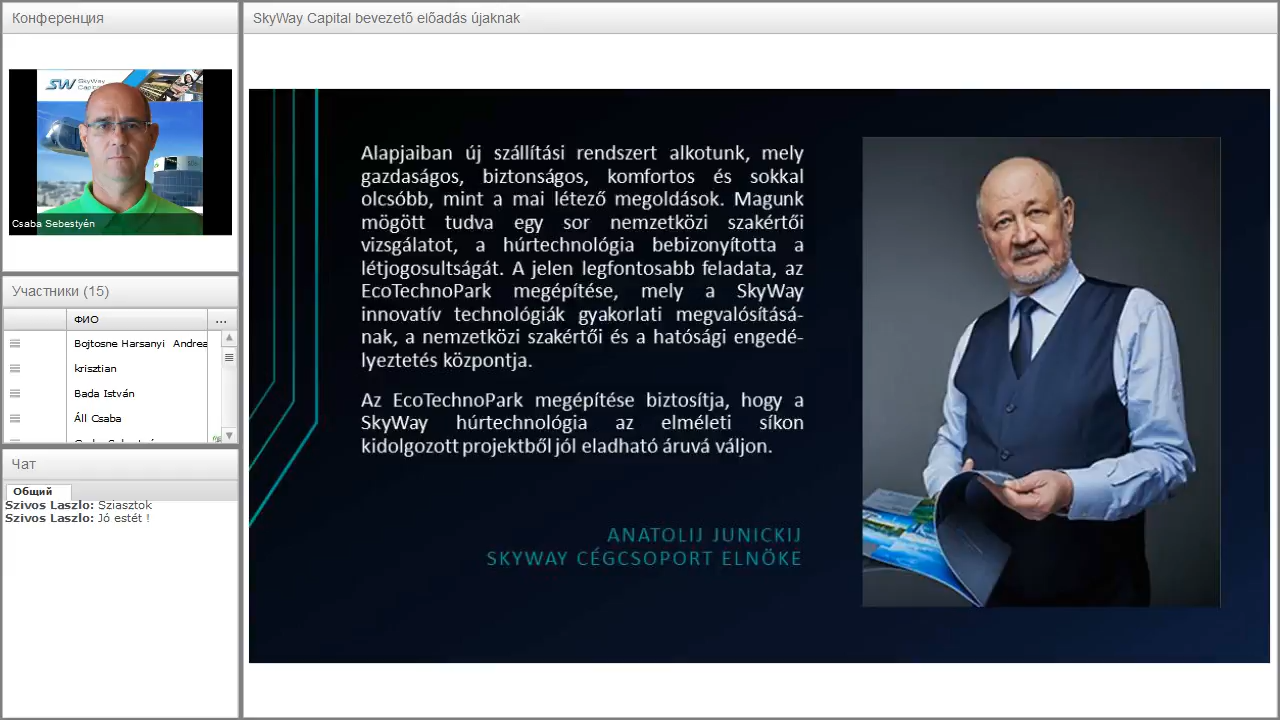 Конференция
SW SkyWay
Csaba Sebestyén
Участники (15)
ФИО
...
Bojtosne Harsanyi Andrea
krisztian
Bada István
Áll Csaba
Чат
Общий
Szivos Laszlo: Sziasztok
Szivos Laszlo: Jó estét !
SkyWay Capital bevezető előadás újaknak
Alapjaiban új szállítási rendszert alkotunk, mely
gazdaságos, biztonságos, komfortos és sokkal
olcsóbb, mint a mai létező megoldások. Magunk
mögött tudva egy sor nemzetközi szakértői
vizsgálatot, a húrtechnológia bebizonyította a
létjogosultságát. A jelen legfontosabb feladata, az
EcoTechnoPark megépítése, mely a SkyWay
innovatív technológiák gyakorlati megvalósításá-
nak, a nemzetközi szakértői és a hatósági engedé-
lyeztetés központja.
Az EcoTechnoPark megépítése biztosítja, hogy a
SkyWay húrtechnológia az elméleti síkon
kidolgozott projektből jól eladható áruvá váljon.
ANATOLIJ JUNICKIJ
SKYWAY CÉGCSOPORT ELNÖKE